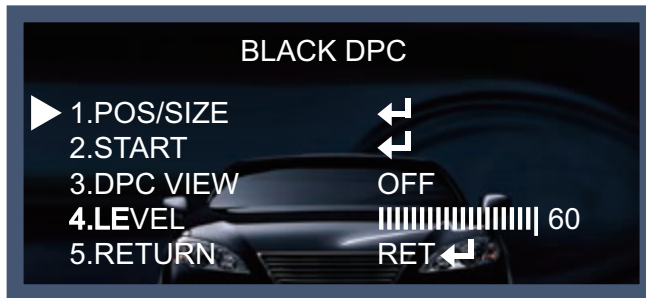 BLACK DPC
1.POS/SIZE ↵
2.START ↵
3.DPC VIEW OFF
4.LEVEL 60
5.RETURN RET ↵